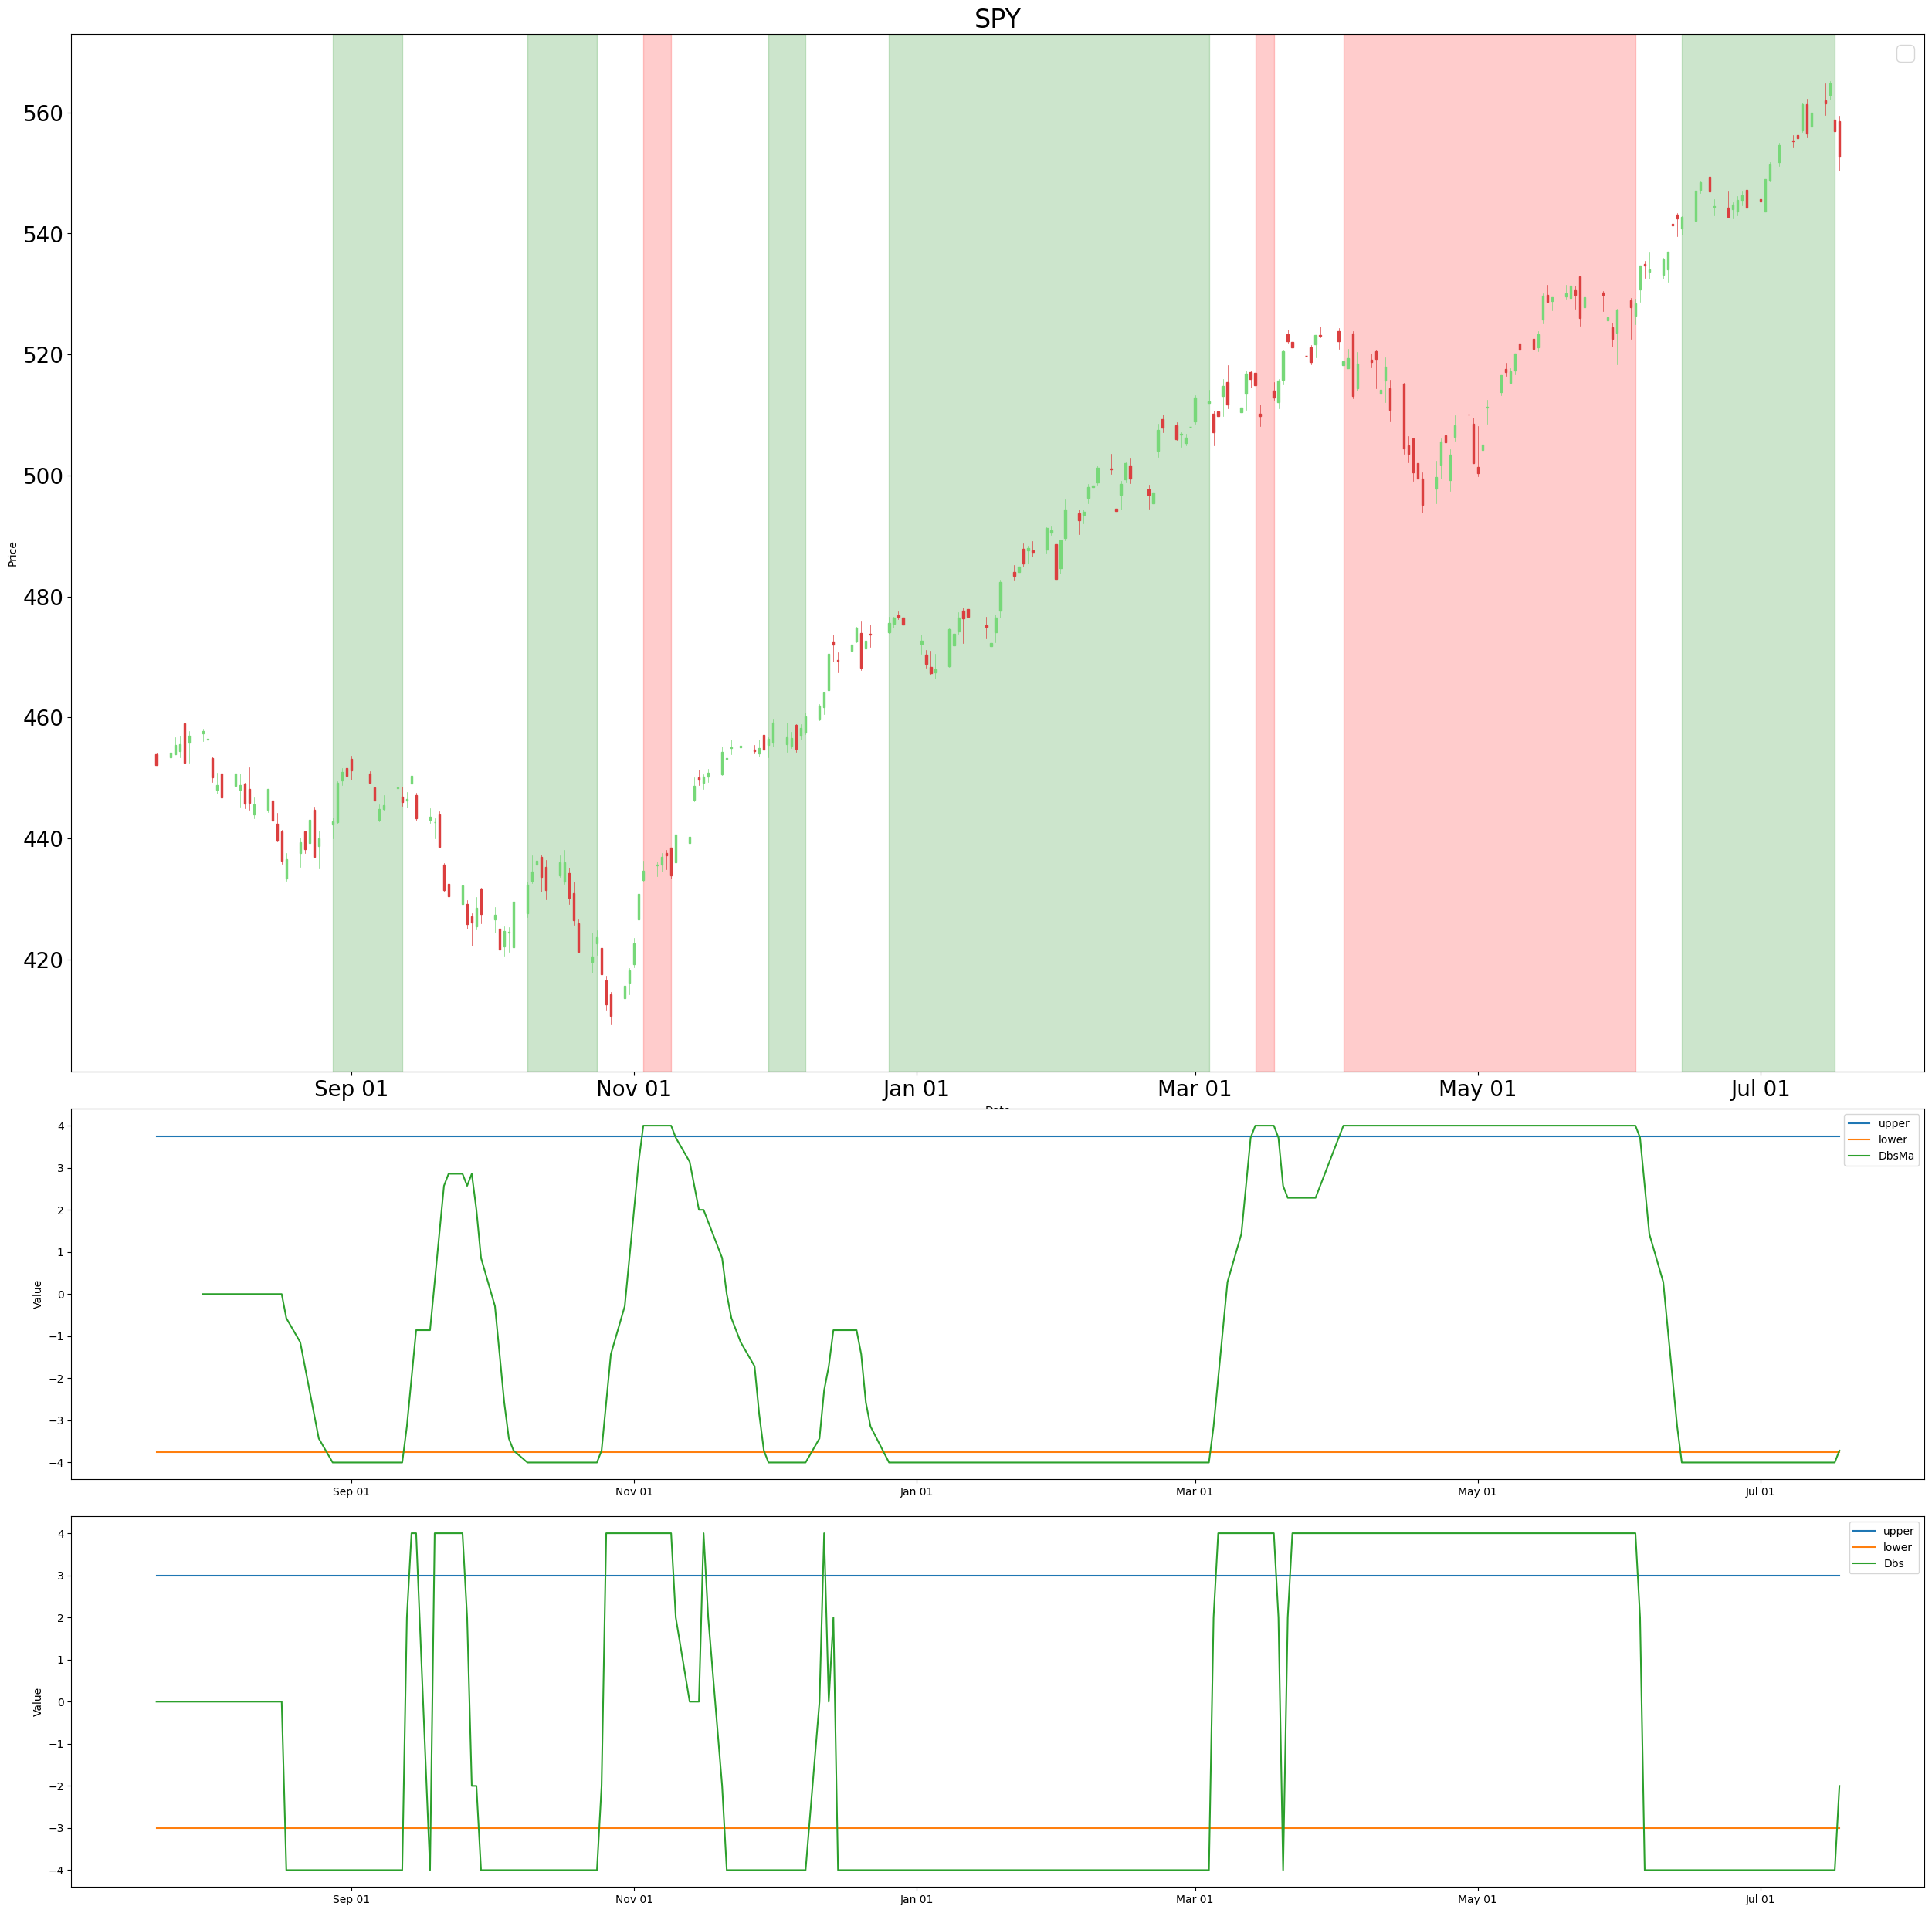 SPY
560
540
520
500
480
460
440
420
Price
Sep 01
Nov 01
Jan 01
Mar 01
May 01
Jul 01
4
3
2
1
0
−1
−2
−3
−4
Value
upper
lower
DbsMa
Sep 01
Nov 01
Jan 01
Mar 01
May 01
Jul 01
4
3
2
1
0
−1
−2
−3
−4
Value
upper
lower
Dbs
Sep 01
Nov 01
Jan 01
Mar 01
May 01
Jul 01